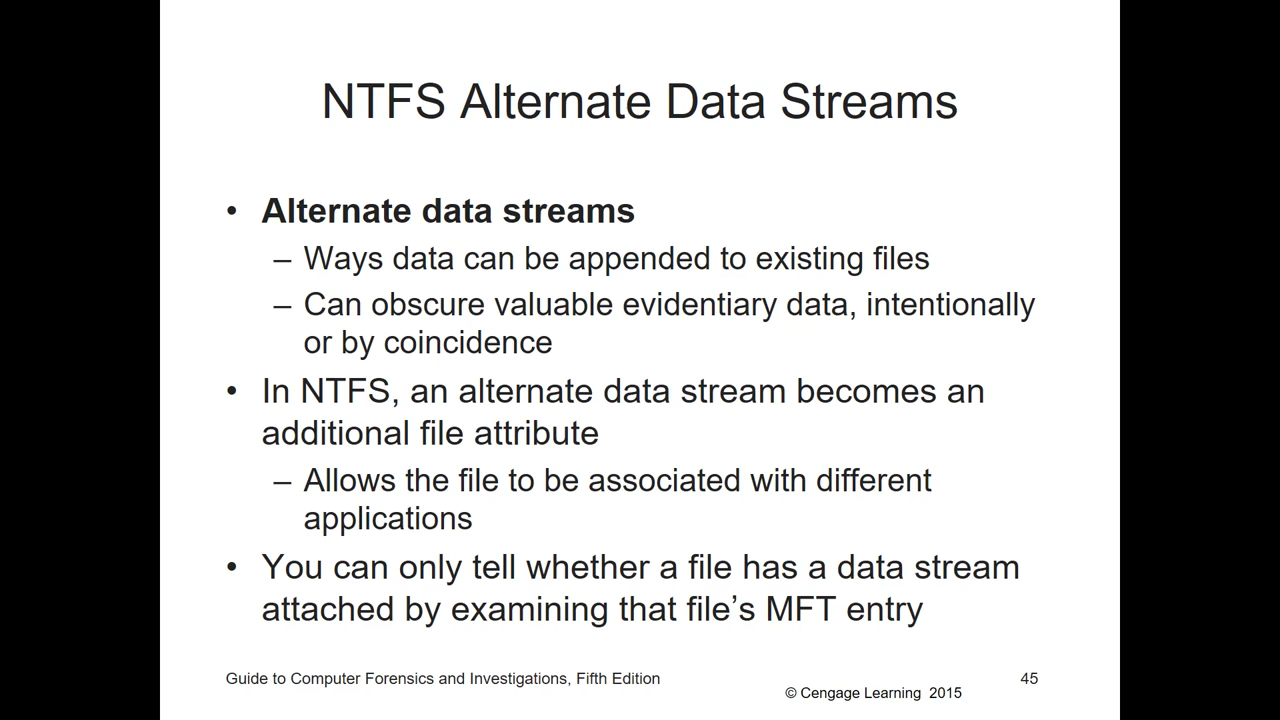 NTFS Alternate Data Streams
• Alternate data streams
– Ways data can be appended to existing files
– Can obscure valuable evidentiary data, intentionally
or by coincidence
• In NTFS, an alternate data stream becomes an
additional file attribute
– Allows the file to be associated with different
applications
• You can only tell whether a file has a data stream
attached by examining that file’s MFT entry
Guide to Computer Forensics and Investigations, Fifth Edition
45
© Cengage Learning 2015